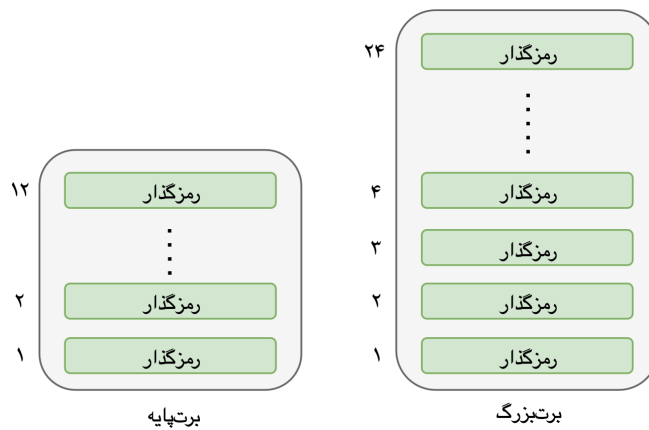 ۲۴ رمزگذار
۴ رمزگذار
۳ رمزگذار
۲ رمزگذار
۱ رمزگذار
برت‌بزرگ
۱۲ رمزگذار
۲ رمزگذار
۱ رمزگذار
برت‌پایه